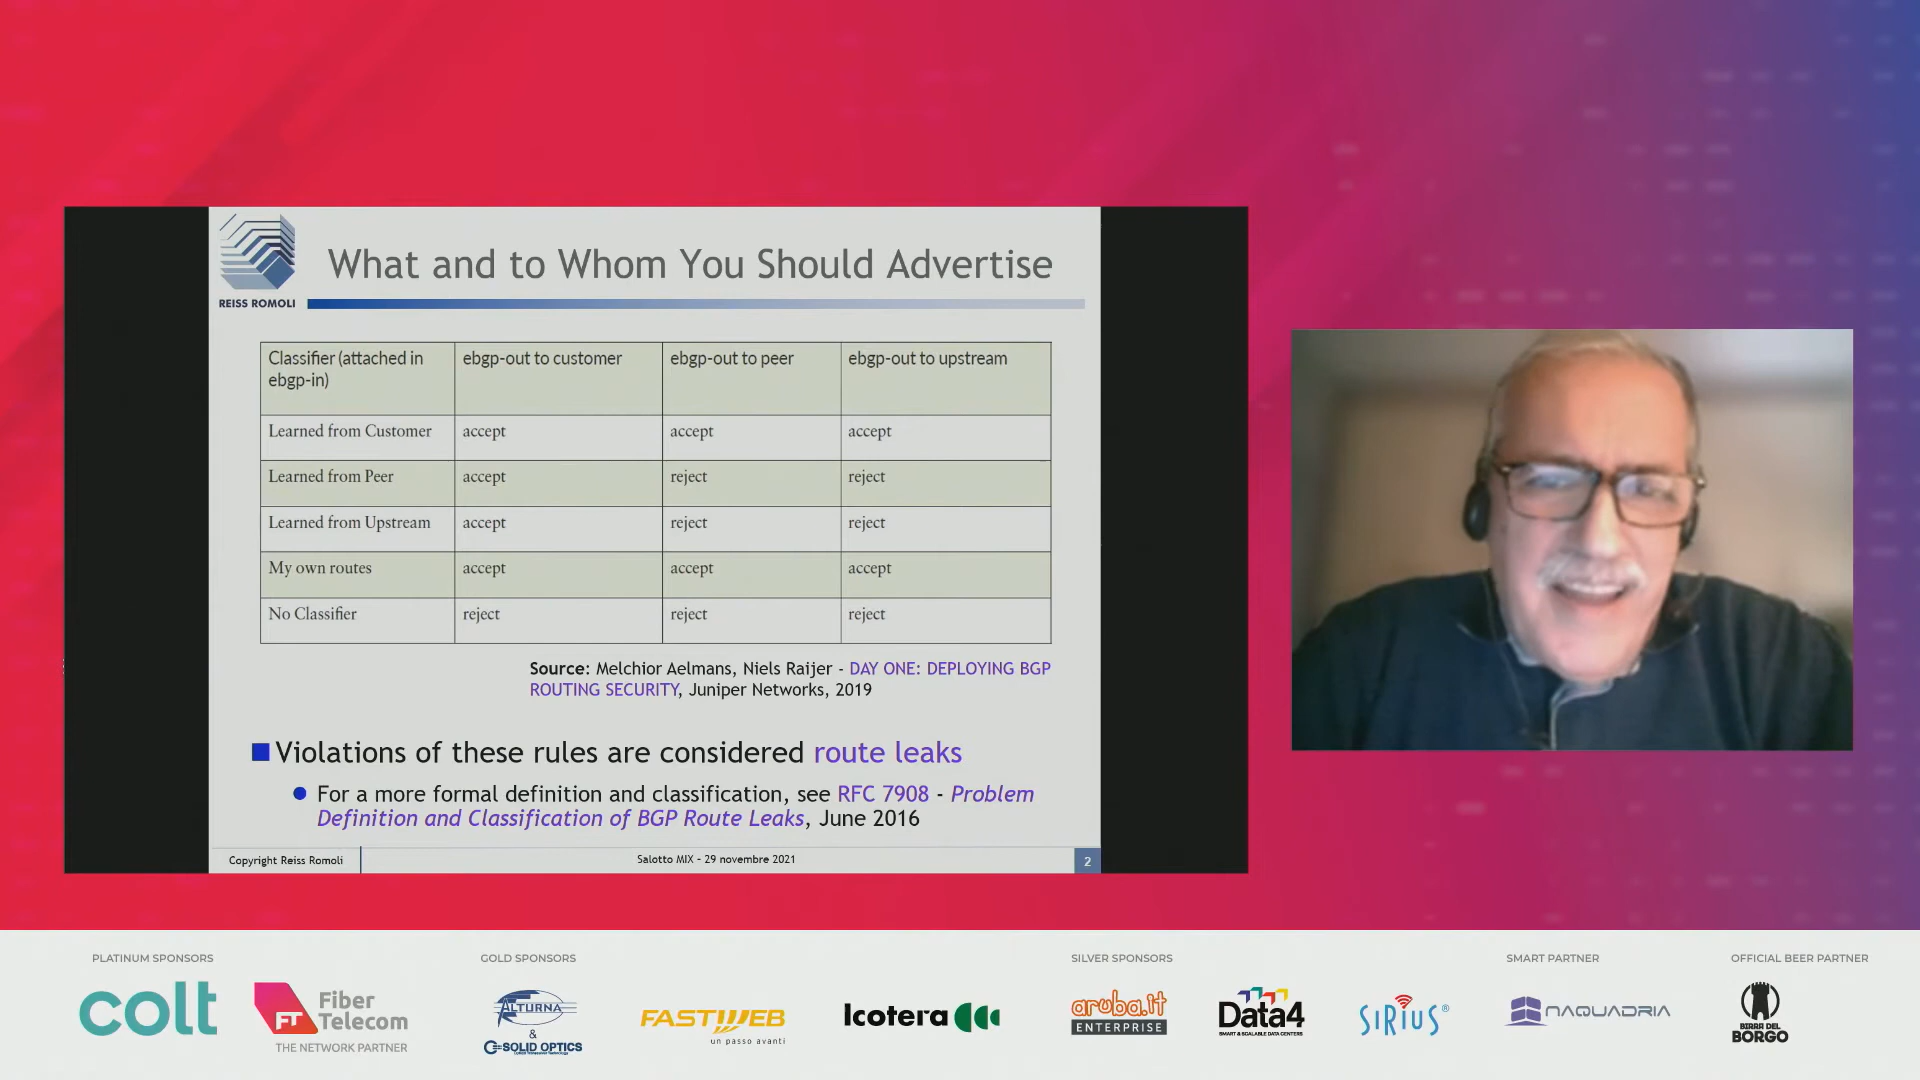 REISS ROMOLI
What and to Whom You Should Advertise
Classifier (attached in
ebgp-in)
ebgp-out to customer
ebgp-out to peer
ebgp-out to upstream
Learned from Customer
accept
accept
accept
Learned from Peer
accept
reject
reject
Learned from Upstream
accept
reject
reject
My own routes
accept
accept
accept
No Classifier
reject
reject
reject
Source: Melchior Aelmans, Niels Raijer - DAY ONE: DEPLOYING BGP
ROUTING SECURITY, Juniper Networks, 2019
Violations of these rules are considered route leaks
For a more formal definition and classification, see RFC 7908 - Problem
Definition and Classification of BGP Route Leaks, June 2016
Copyright Reiss Romoli
Salotto MIX - 29 novembre 2021
2
PLATINUM SPONSORS
colt
FT
Fiber
Telecom
THE NETWORK PARTNER
GOLD SPONSORS
ALTURNA
&
SOLID OPTICS
FASTWEB
un passo avanti
Icotera
SILVER SPONSORS
aruba.it
ENTERPRISE
Data4
SMART & SCALABLE DATA CENTERS
SIRIUS®
SMART PARTNER
NAQUADRIA
OFFICIAL BEER PARTNER
BIRRA DEL
BORGO